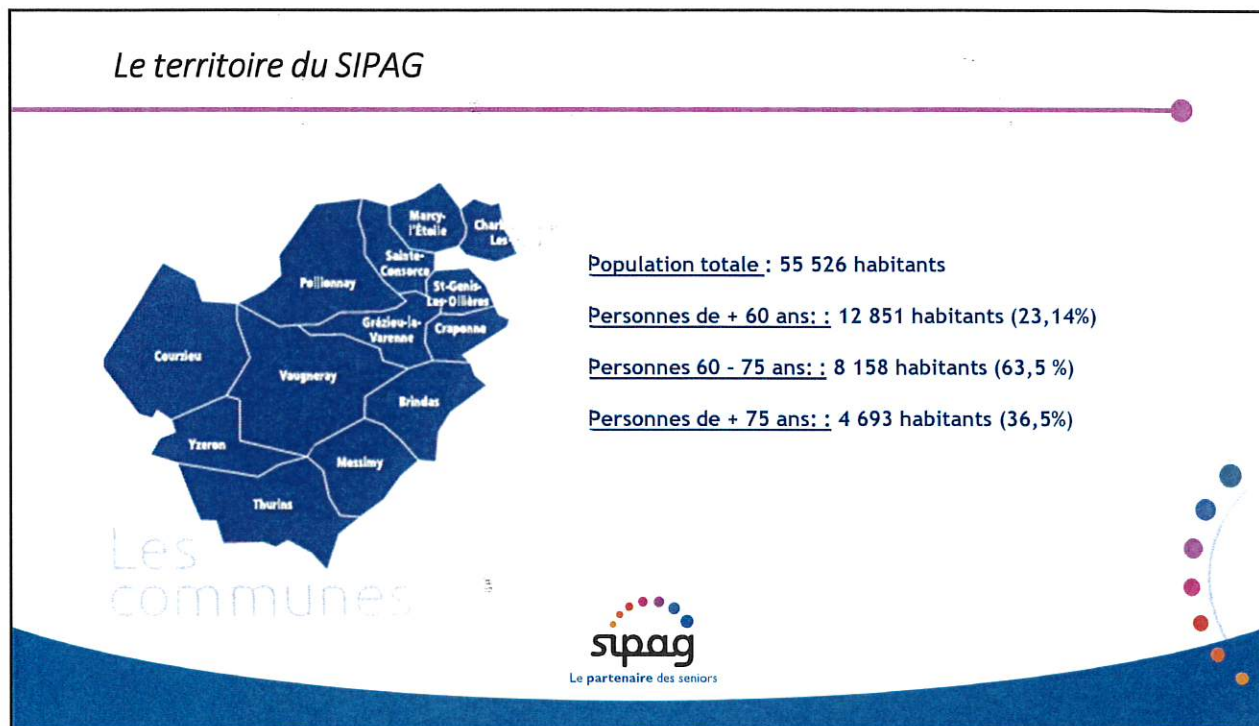 Le territoire du SIPAG
Marcy-
l'Étoile
Charb
Les-
Sainte-
Consorce
Pollionnay
St-Genis-
Les-Ollières
Grézieu-la-
Varenne
Craponne
Courzieu
Vaugneray
Brindas
Yzeron
Messimy
Thurins
Les
communes
Population totale : 55 526 habitants
Personnes de + 60 ans: : 12 851 habitants (23,14%)
Personnes 60 - 75 ans: : 8 158 habitants (63,5 %)
Personnes de + 75 ans: : 4 693 habitants (36,5%)
sipag
Le partenaire des seniors